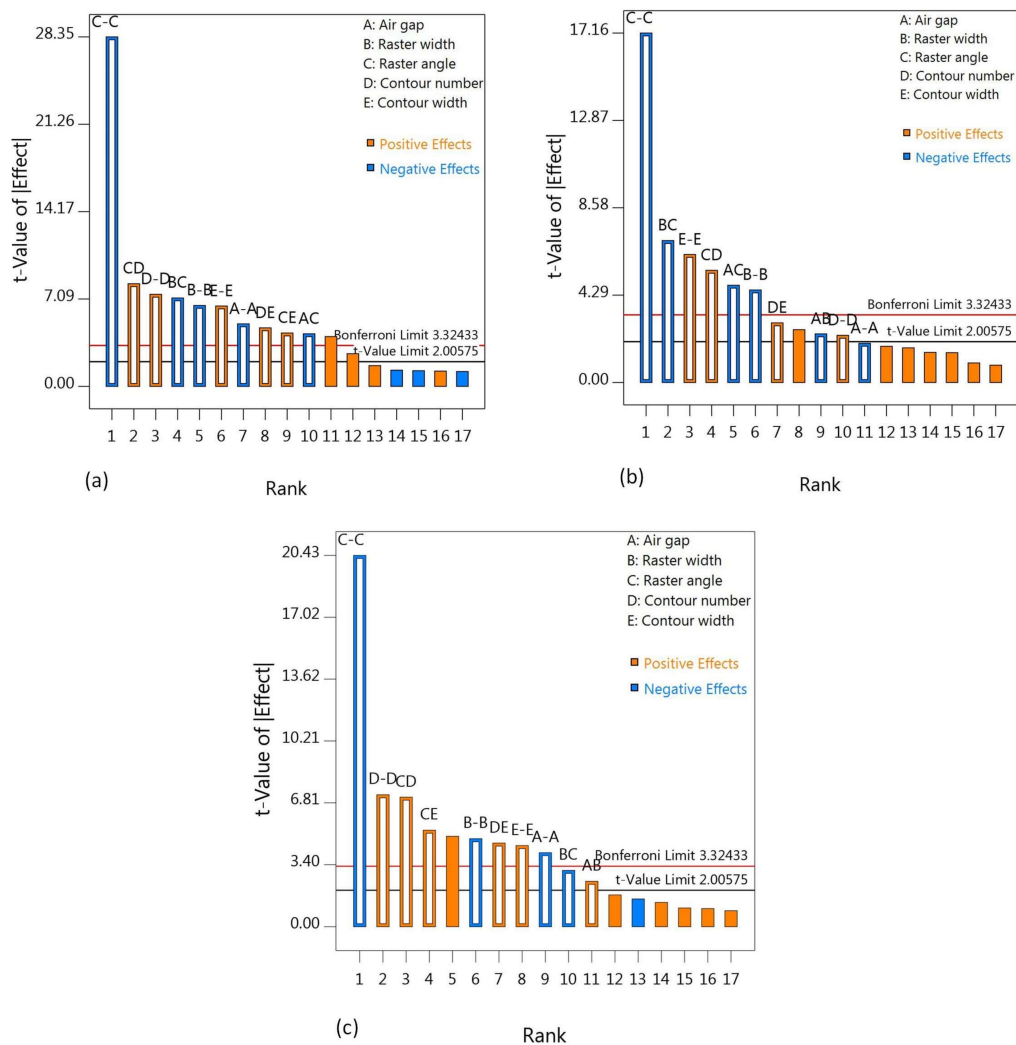 C-C
28.35
21.26
14.17
7.09
0.00
t-Value of |Effect|
A: Air gap
B: Raster width
C: Raster angle
D: Contour number
E: Contour width
Positive Effects
Negative Effects
CD
D-D
BC
B-B
E-E
A-A
DE
CE
AC
Bonferroni Limit 3.32433
t-Value Limit 2.00575
1 2 3 4 5 6 7 8 9 10 11 12 13 14 15 16 17
(a)
Rank
C-C
17.16
12.87
8.58
4.29
0.00
t-Value of |Effect|
A: Air gap
B: Raster width
C: Raster angle
D: Contour number
E: Contour width
Positive Effects
Negative Effects
BC
E-E
CD
AC
B-B
DE
AB
D-D
A-A
Bonferroni Limit 3.32433
t-Value Limit 2.00575
1 2 3 4 5 6 7 8 9 10 11 12 13 14 15 16 17
(b)
Rank
C-C
20.43
17.02
13.62
10.21
6.81
3.40
0.00
t-Value of |Effect|
A: Air gap
B: Raster width
C: Raster angle
D: Contour number
E: Contour width
Positive Effects
Negative Effects
D-D
CD
CE
B-B
DE
E-E
A-A
BC
AB
Bonferroni Limit 3.32433
t-Value Limit 2.00575
1 2 3 4 5 6 7 8 9 10 11 12 13 14 15 16 17
(c)
Rank